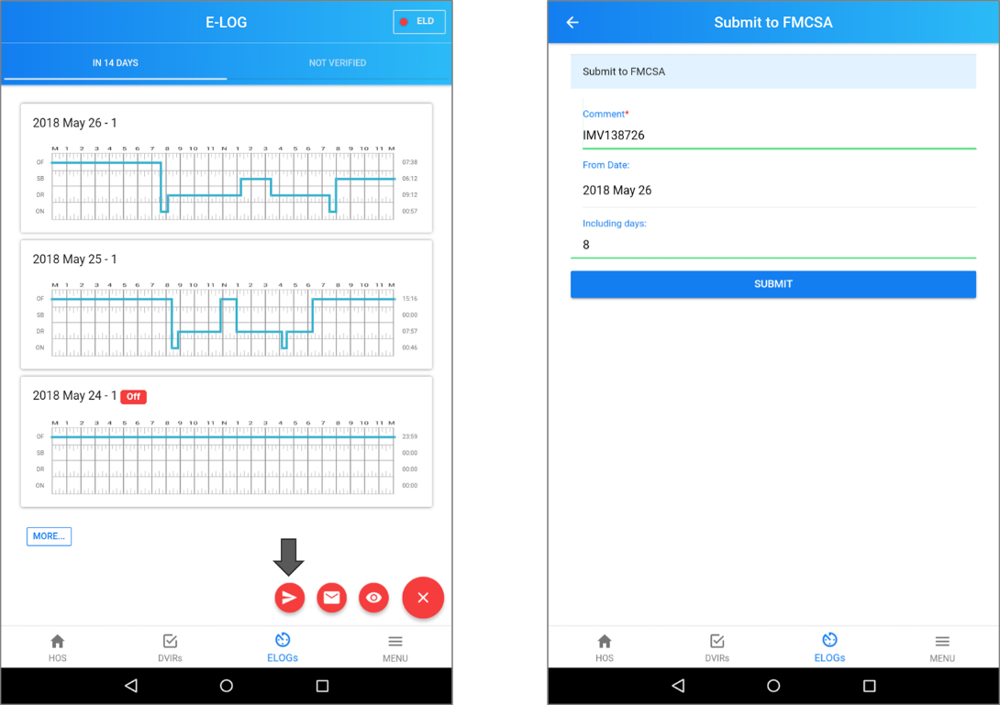 E-LOG
ELD
IN 14 DAYS
NOT VERIFIED
2018 May 26 - 1
M 1 2 3 4 5 6 7 8 9 10 11 N 1 2 3 4 5 6 7 8 9 10 11 M
OF 07:38
SB 06:12
DR 09:12
ON 00:57
2018 May 25 - 1
M 1 2 3 4 5 6 7 8 9 10 11 N 1 2 3 4 5 6 7 8 9 10 11 M
OF 15:16
SB 00:00
DR 07:57
ON 00:46
2018 May 24 - 1 Off
M 1 2 3 4 5 6 7 8 9 10 11 N 1 2 3 4 5 6 7 8 9 10 11 M
OF 23:59
SB 00:00
DR 00:00
ON 00:00
MORE...
HOS
DVIRs
ELOGs
MENU
Submit to FMCSA
Submit to FMCSA
Comment*
IMV138726
From Date:
2018 May 26
Including days:
8
SUBMIT
HOS
DVIRs
ELOGs
MENU